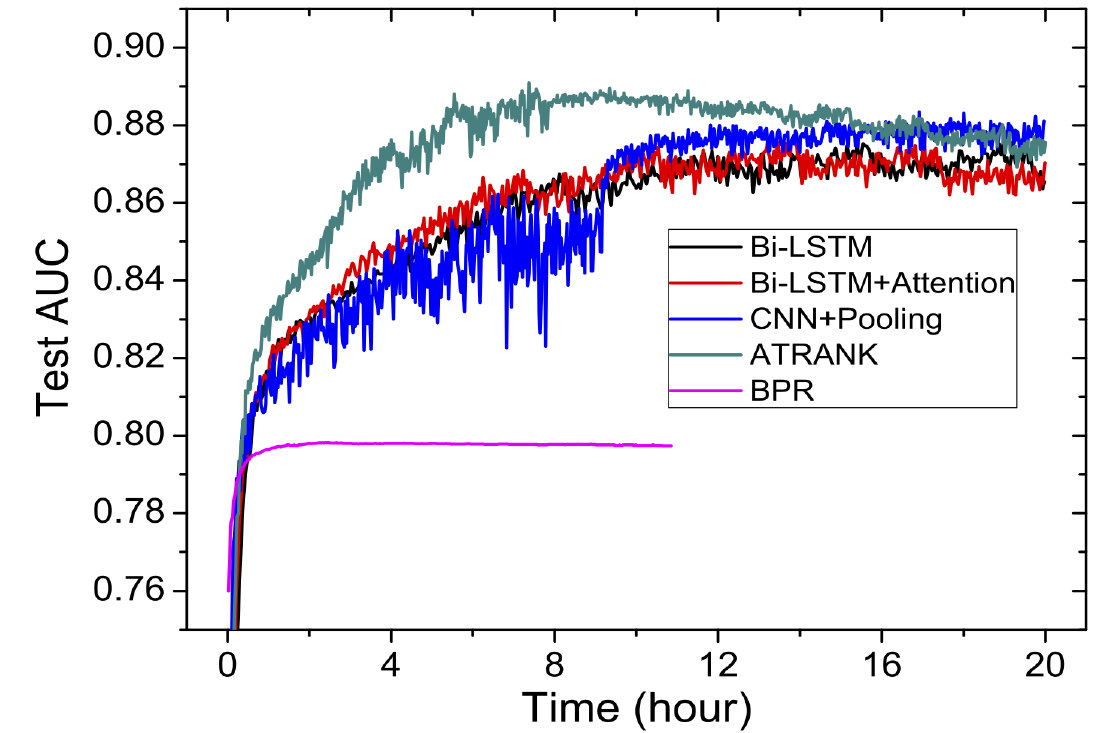 Test AUC
0.90
0.88
0.86
0.84
0.82
0.80
0.78
0.76
Bi-LSTM
Bi-LSTM+Attention
CNN+Pooling
ATRANK
BPR
0 4 8 12 16 20
Time (hour)